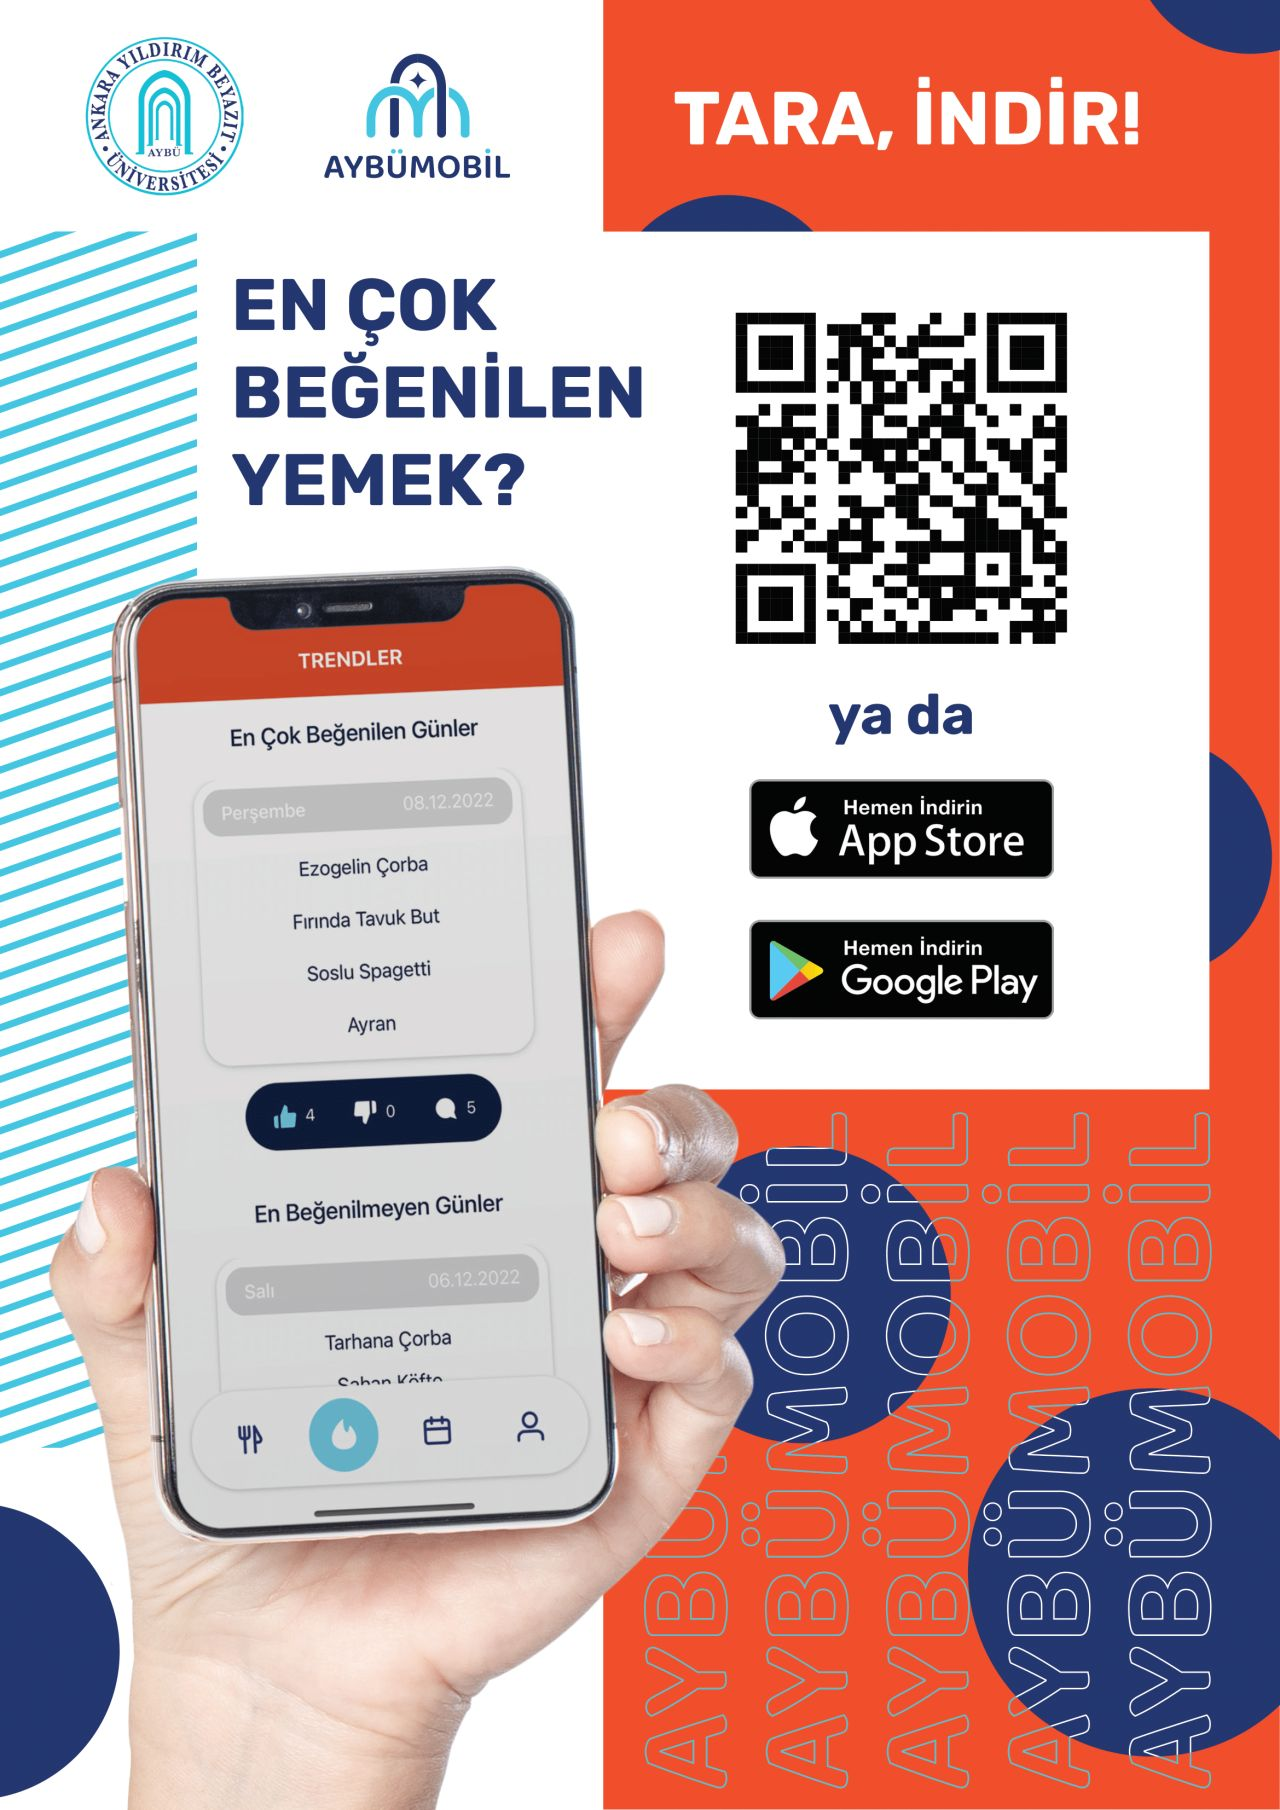 ANKARA YILDIRIM BEYAZIT
ÜNİVERSİTESİ
AYBÜ
AYBÜMOBİL
TARA, İNDİR!
EN ÇOK
BEĞENİLEN
YEMEK?
TRENDLER
En Çok Beğenilen Günler
Perşembe 08.12.2022
Ezogelin Çorba
Fırında Tavuk But
Soslu Spagetti
Ayran
4 0 5
En Beğenilmeyen Günler
Salı 06.12.2022
Tarhana Çorba
Sahan Köfte
ya da
Hemen İndirin
App Store
Hemen İndirin
Google Play
AYBÜMOBİL
AYBÜMOBİL
AYBÜMOBİL
AYBÜMOBİL
AYBÜMOBİL